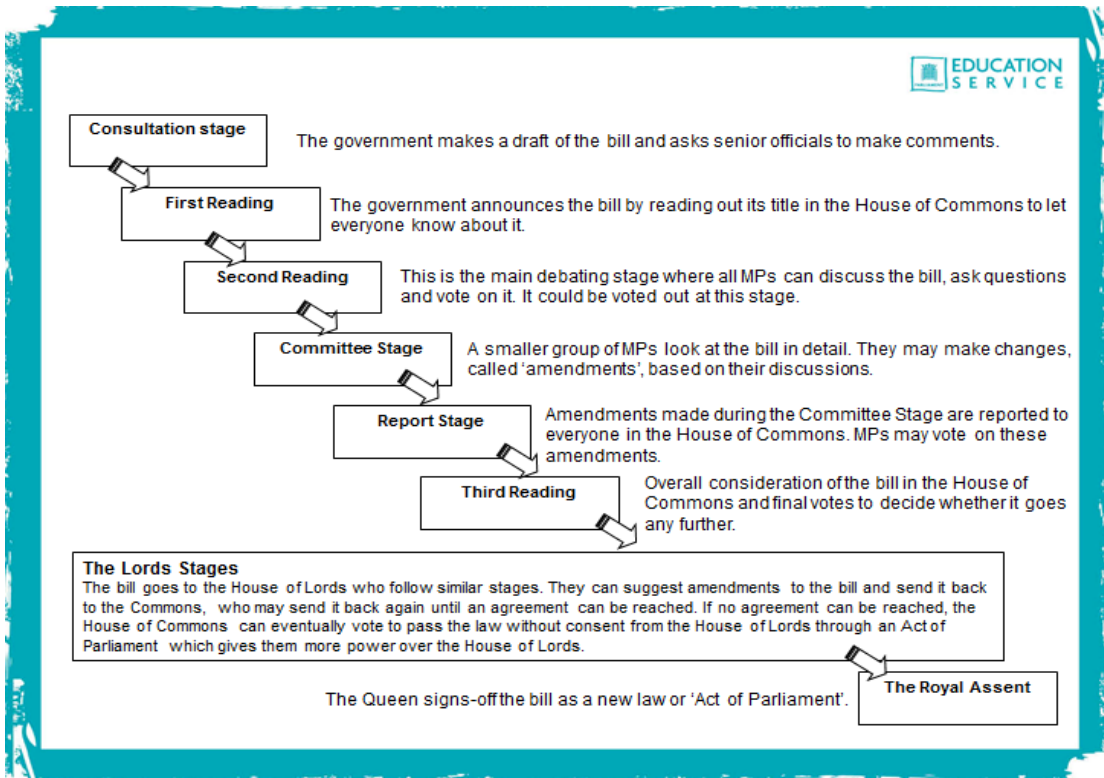 EDUCATION
SERVICE
PARLIAMENT
Consultation stage
The government makes a draft of the bill and asks senior officials to make comments.
First Reading
The government announces the bill by reading out its title in the House of Commons to let
everyone know about it.
Second Reading
This is the main debating stage where all MPs can discuss the bill, ask questions
and vote on it. It could be voted out at this stage.
Committee Stage
A smaller group of MPs look at the bill in detail. They may make changes,
called ‘amendments’, based on their discussions.
Report Stage
Amendments made during the Committee Stage are reported to
everyone in the House of Commons. MPs may vote on these
amendments.
Third Reading
Overall consideration of the bill in the House of
Commons and final votes to decide whether it goes
any further.
The Lords Stages
The bill goes to the House of Lords who follow similar stages. They can suggest amendments to the bill and send it back
to the Commons, who may send it back again until an agreement can be reached. If no agreement can be reached, the
House of Commons can eventually vote to pass the law without consent from the House of Lords through an Act of
Parliament which gives them more power over the House of Lords.
The Queen signs-off the bill as a new law or ‘Act of Parliament’.
The Royal Assent